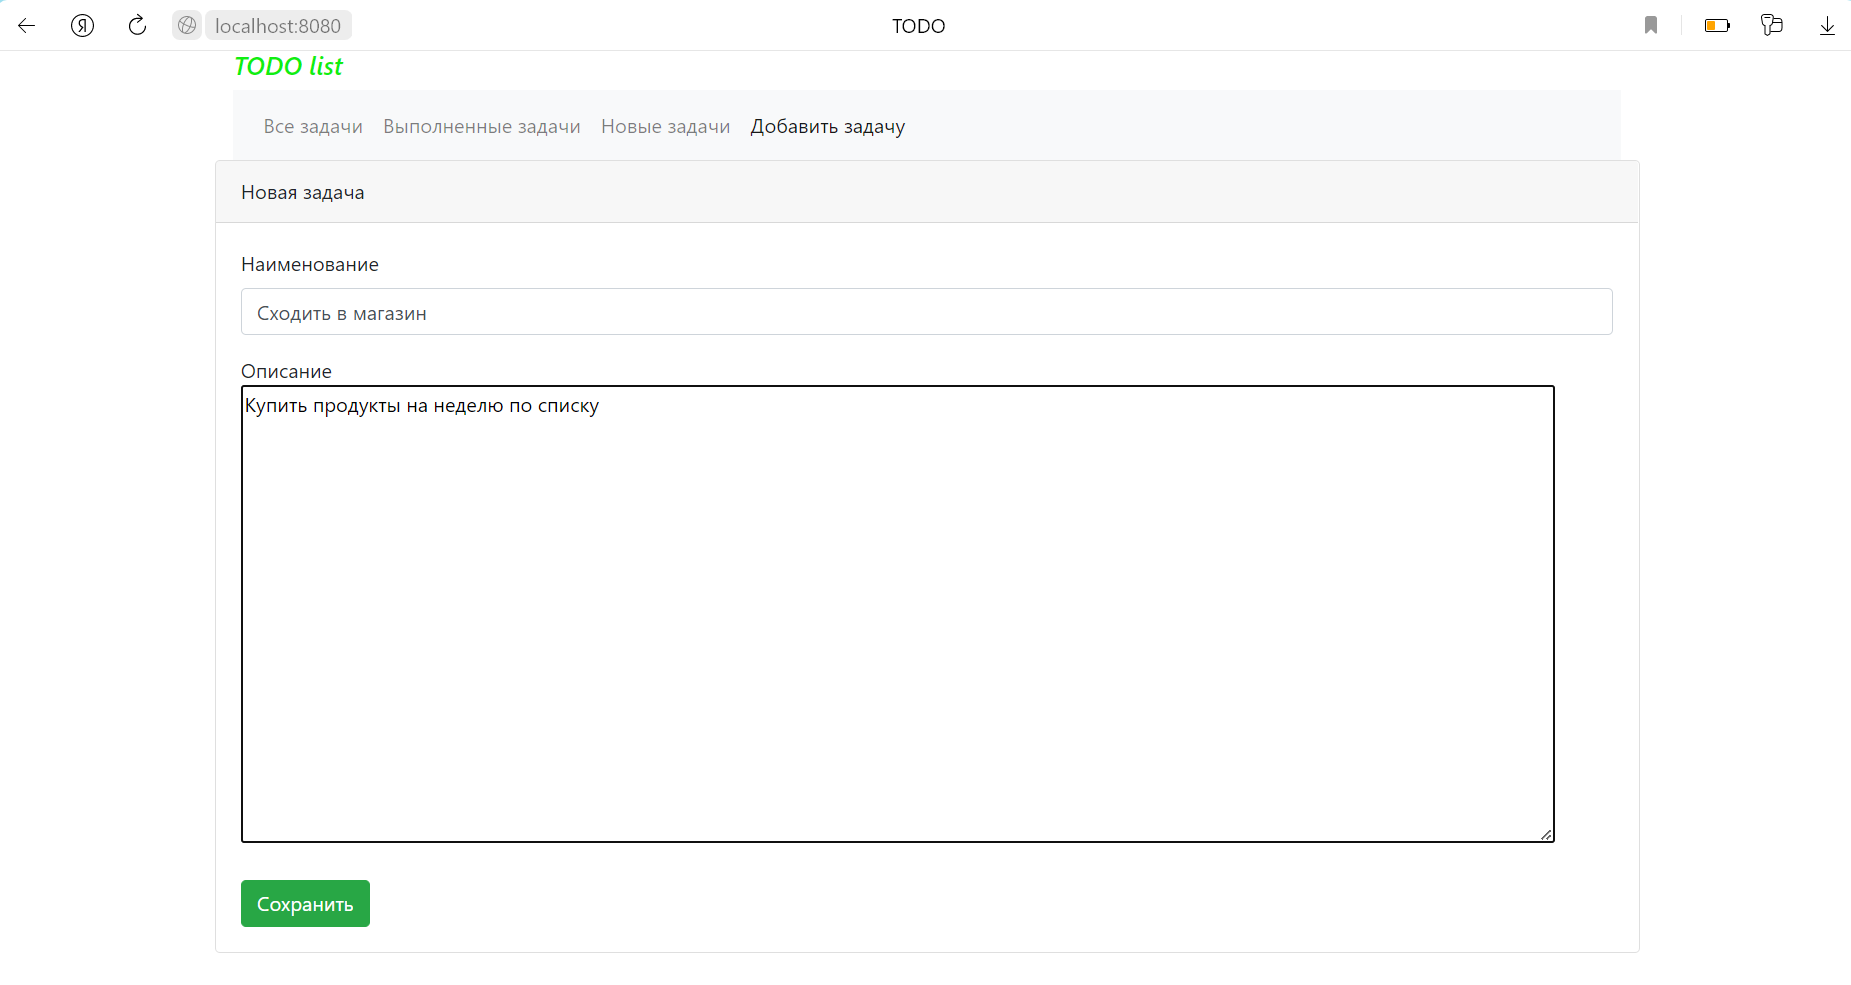 localhost:8080
TODO
TODO list
Все задачи Выполненные задачи Новые задачи Добавить задачу
Новая задача
Наименование
Сходить в магазин
Описание
Купить продукты на неделю по списку
Сохранить